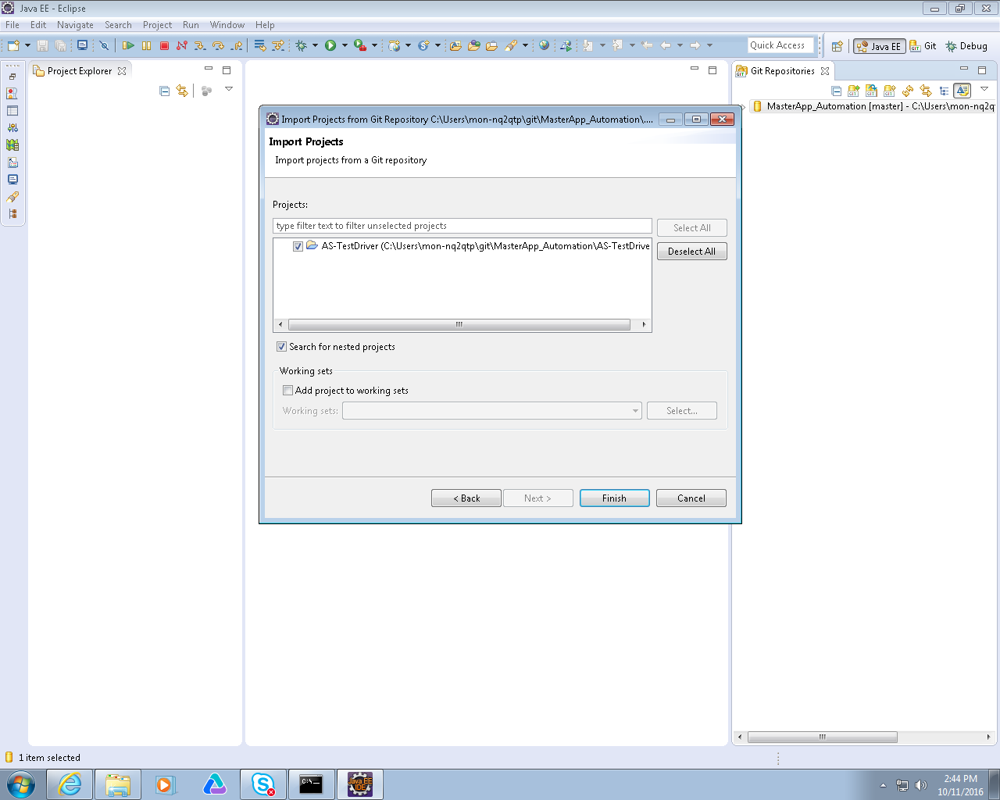 Java EE - Eclipse
File Edit Navigate Search Project Run Window Help
Quick Access
Java EE
Git
Debug
Project Explorer
Git Repositories
MasterApp_Automation [master] - C:\Users\mon-nq2qt
Import Projects from Git Repository C:\Users\mon-nq2qtp\git\MasterApp_Automation\....
Import Projects
Import projects from a Git repository
Projects:
type filter text to filter unselected projects
Select All
AS-TestDriver (C:\Users\mon-nq2qtp\git\MasterApp_Automation\AS-TestDrive
Deselect All
Search for nested projects
Working sets
Add project to working sets
Working sets:
Select...
< Back
Next >
Finish
Cancel
1 item selected
C:\_
Java EE
IDE
2:44 PM
10/11/2016